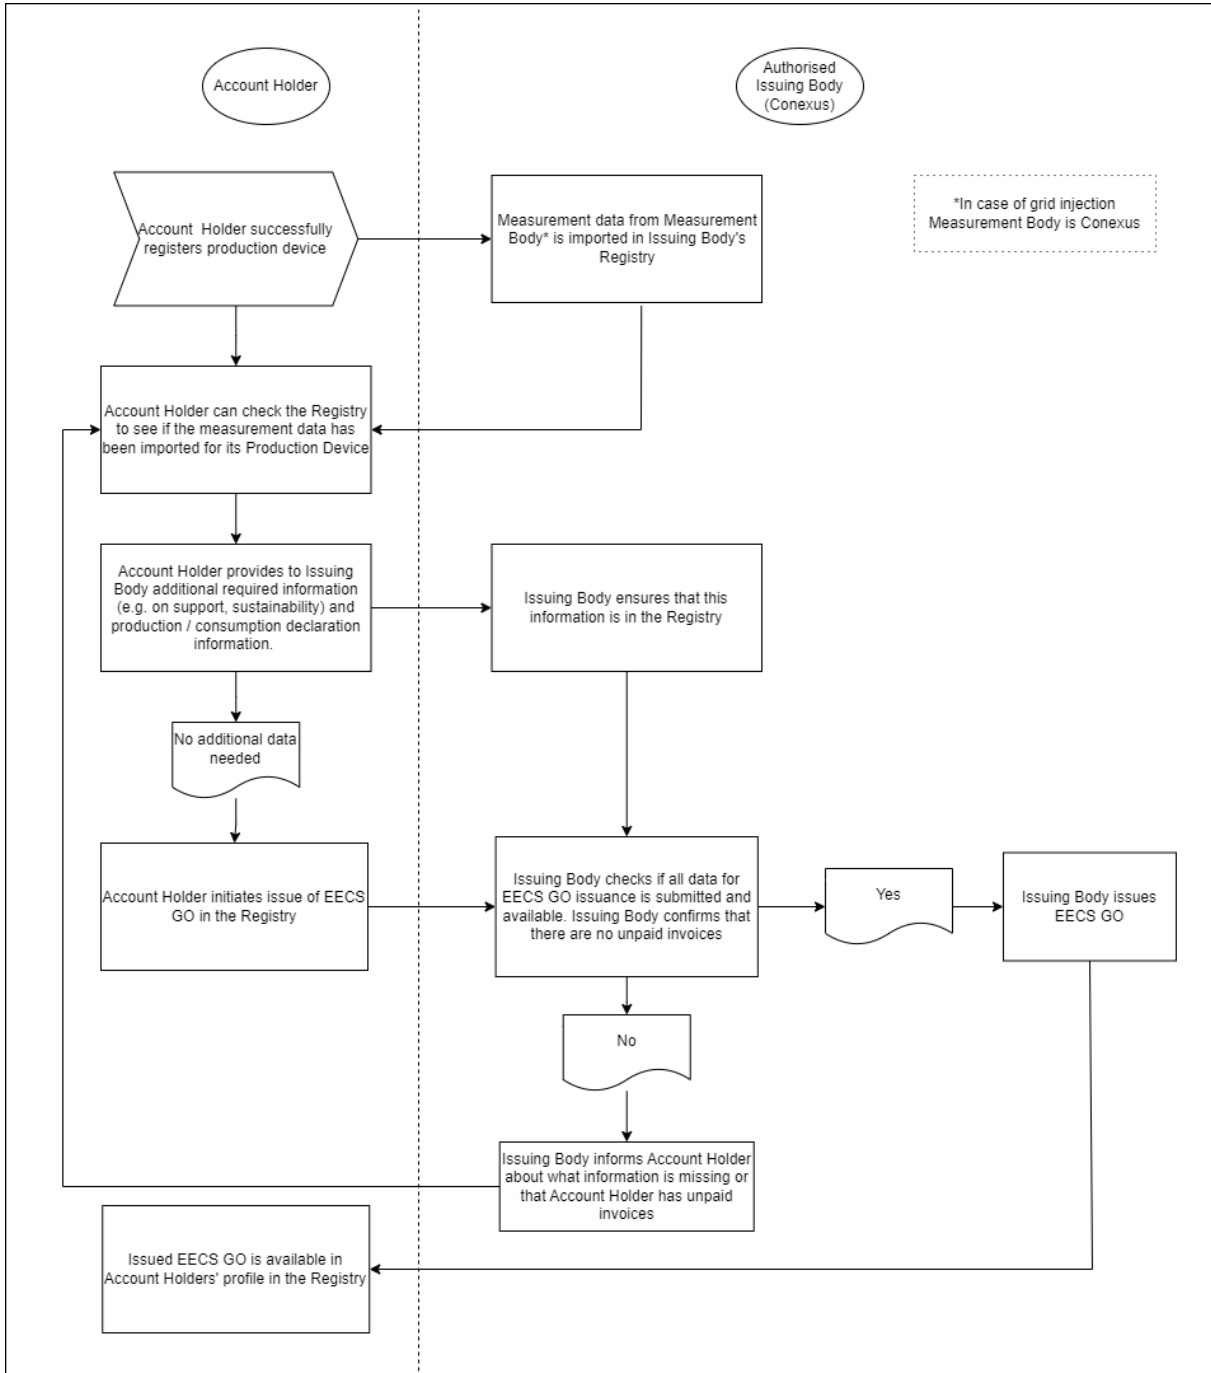 Account Holder
Authorised
Issuing Body
(Conexus)
Account Holder successfully
registers production device
Measurement data from Measurement
Body* is imported in Issuing Body's
Registry
*In case of grid injection
Measurement Body is Conexus
Account Holder can check the Registry
to see if the measurement data has
been imported for its Production Device
Account Holder provides to Issuing
Body additional required information
(e.g. on support, sustainability) and
production / consumption declaration
information.
Issuing Body ensures that this
information is in the Registry
No additional data
needed
Account Holder initiates issue of EECS
GO in the Registry
Issuing Body checks if all data for
EECS GO issuance is submitted and
available. Issuing Body confirms that
there are no unpaid invoices
Yes
Issuing Body issues
EECS GO
No
Issuing Body informs Account Holder
about what information is missing or
that Account Holder has unpaid
invoices
Issued EECS GO is available in
Account Holders' profile in the Registry